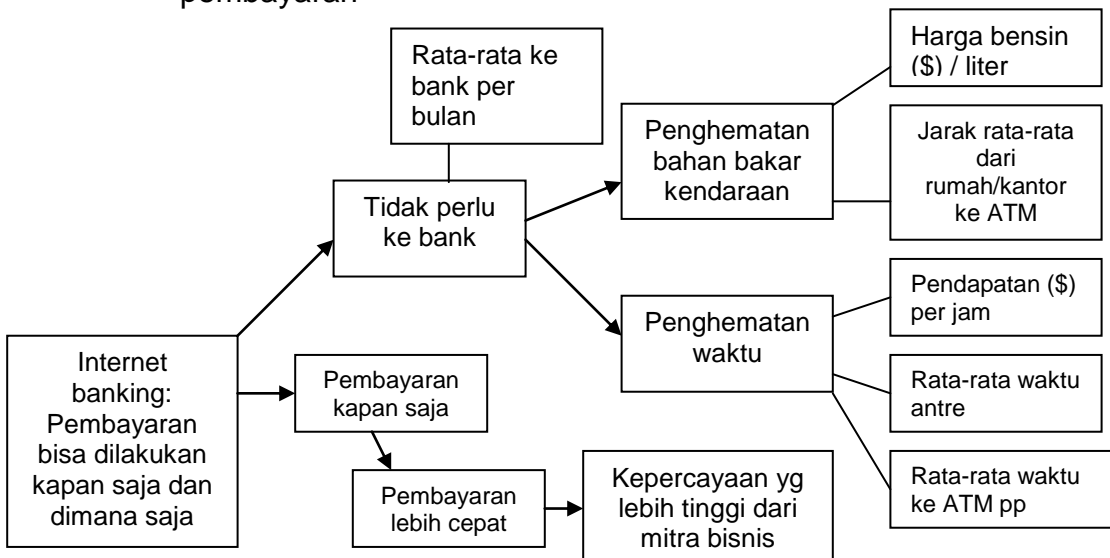 pembayaran
Rata-rata ke
bank per
bulan
Tidak perlu
ke bank
Penghematan
bahan bakar
kendaraan
Harga bensin
($) / liter
Jarak rata-rata
dari
rumah/kantor
ke ATM
Penghematan
waktu
Pendapatan ($)
per jam
Rata-rata waktu
antre
Rata-rata waktu
ke ATM pp
Internet
banking:
Pembayaran
bisa dilakukan
kapan saja dan
dimana saja
Pembayaran
kapan saja
Pembayaran
lebih cepat
Kepercayaan yg
lebih tinggi dari
mitra bisnis